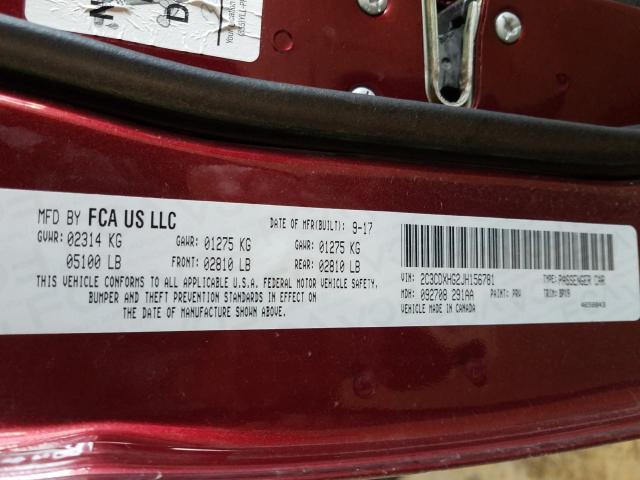 MFD BY FCA US LLC
DATE OF MFR(BUILT): 9-17
GVWR: 02314 KG GAWR: 01275 KG GAWR: 01275 KG
05100 LB FRONT: 02810 LB REAR: 02810 LB
THIS VEHICLE CONFORMS TO ALL APPLICABLE U.S.A. FEDERAL MOTOR VEHICLE SAFETY,
BUMPER AND THEFT PREVENTION STANDARDS IN EFFECT ON
THE DATE OF MANUFACTURE SHOWN ABOVE.
VIN: 2C3CDXHG2JH156781 TYPE: PASSENGER CAR
MDH: 092708 291AA PAINT: PRV TRIM: BPX9
VEHICLE MADE IN CANADA